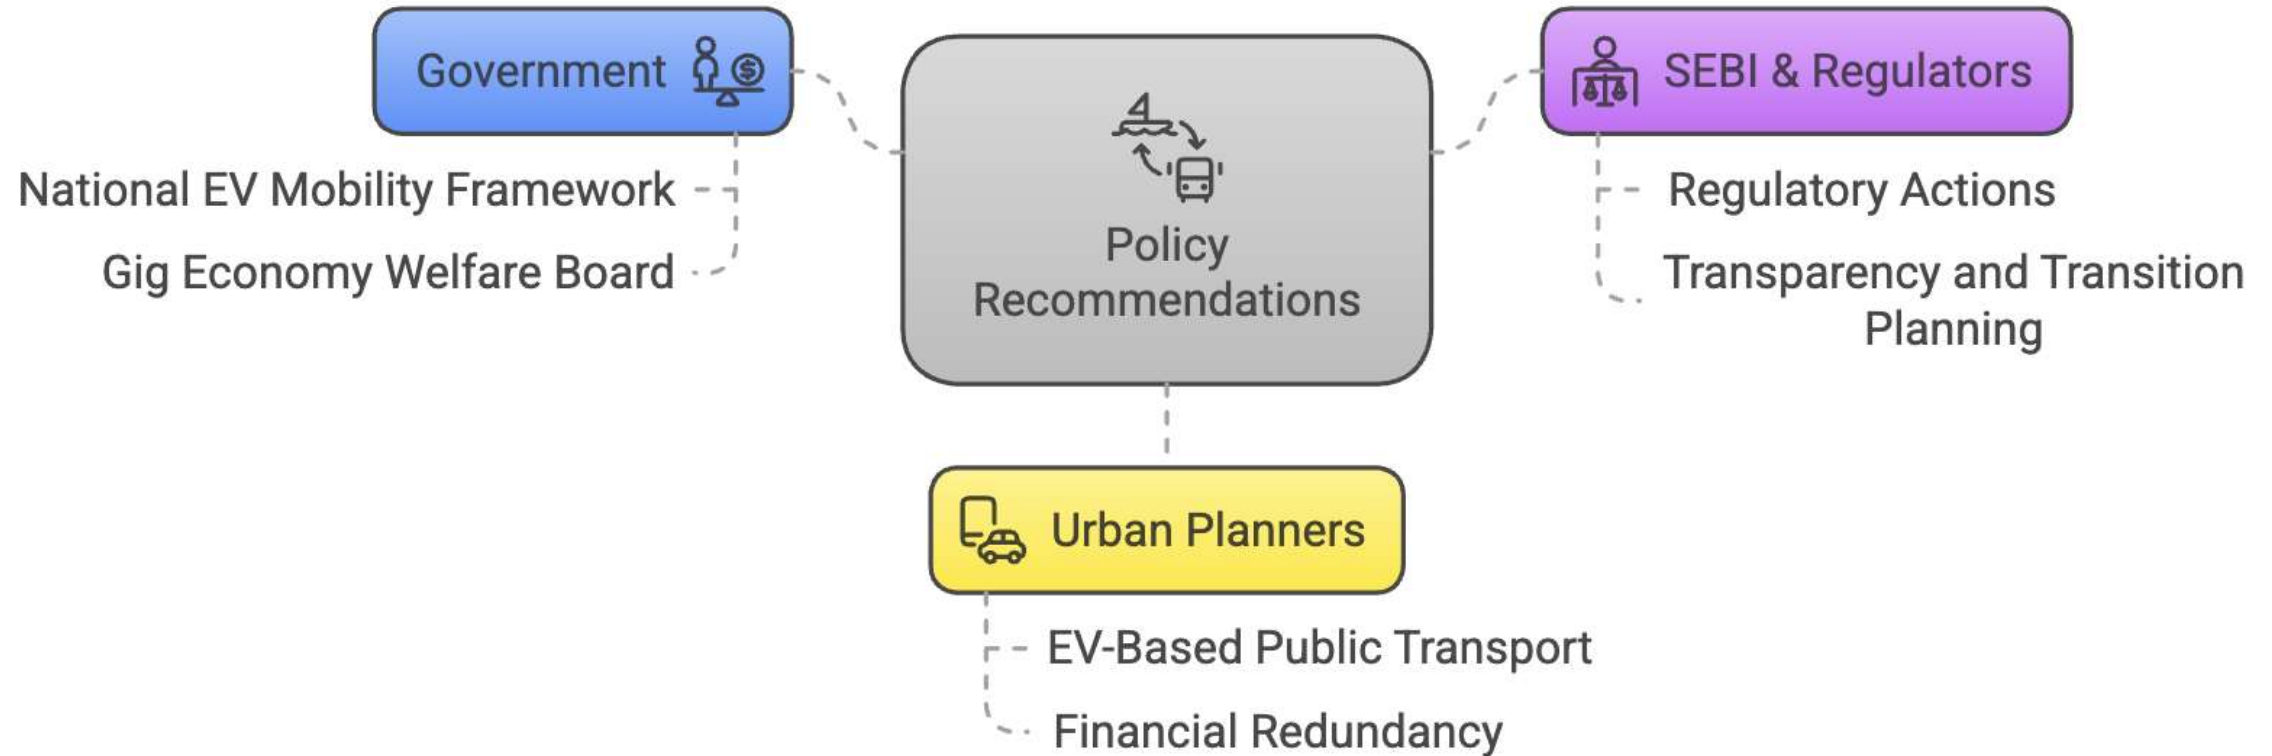 Government
National EV Mobility Framework
Gig Economy Welfare Board
Policy
Recommendations
SEBI & Regulators
Regulatory Actions
Transparency and Transition
Planning
Urban Planners
EV-Based Public Transport
Financial Redundancy